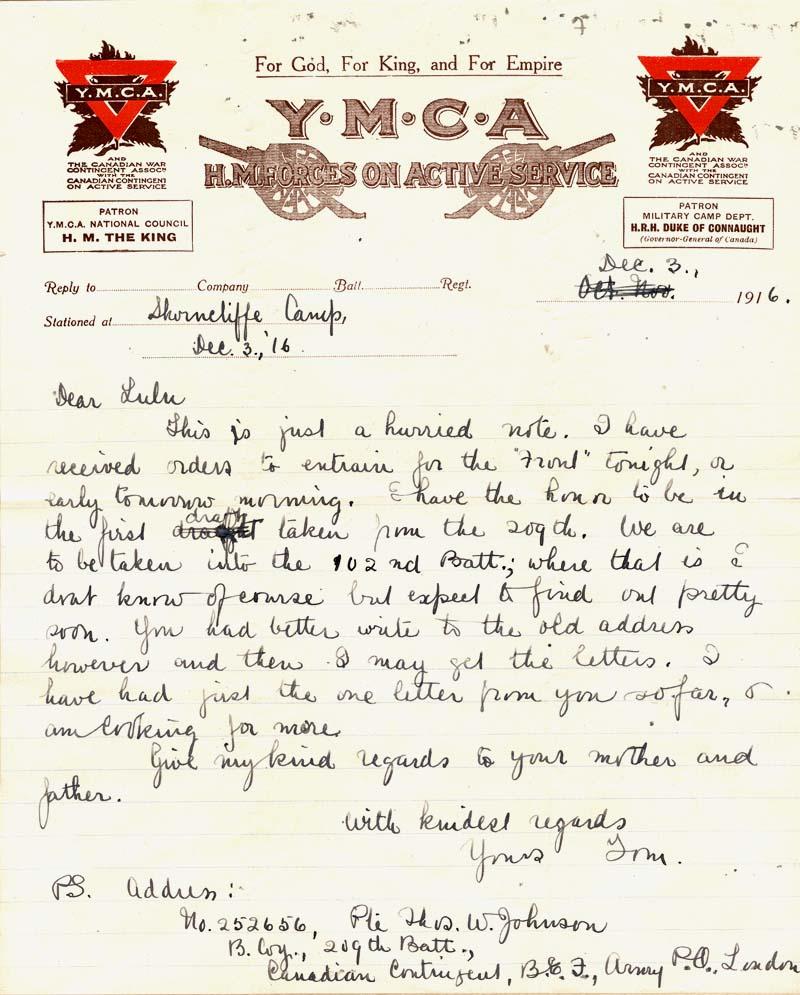 For God, For King, and For Empire
Y.M.C.A.
AND
THE CANADIAN WAR
CONTINGENT ASSOCN
WITH THE
CANADIAN CONTINGENT
ON ACTIVE SERVICE
Y·M·C·A
H.M. FORCES ON ACTIVE SERVICE
Y.M.C.A.
AND
THE CANADIAN WAR
CONTINGENT ASSOCN
WITH THE
CANADIAN CONTINGENT
ON ACTIVE SERVICE
PATRON
Y.M.C.A. NATIONAL COUNCIL
H. M. THE KING
PATRON
MILITARY CAMP DEPT.
H.R.H. DUKE OF CONNAUGHT
(Governor-General of Canada)
Reply to Company Batt. Regt.
Dec. 3.,
Oct. Nov. 1916.
Stationed at Shorncliffe Camp,
Dec. 3., '16
Dear Lulu
This is just a hurried note. I have
received orders to entrain for the "Front" tonight, or
early tomorrow morning. I have the honor to be in
the first draught draft taken from the 209th. We are
to be taken into the 102nd Batt.; where that is I
dont know of course but expect to find out pretty
soon. You had better write to the old address
however and then I may get the letters. I
have had just the one letter from you so far, &
am looking for more.
Give my kind regards to your mother and
father.
With kindest regards
Yours Tom.
P.S. Address:
No. 252656, Pte Thos. W. Johnson
B. Coy., 209th Batt.,
Canadian Contingent, B.E.F., Army P.O., London